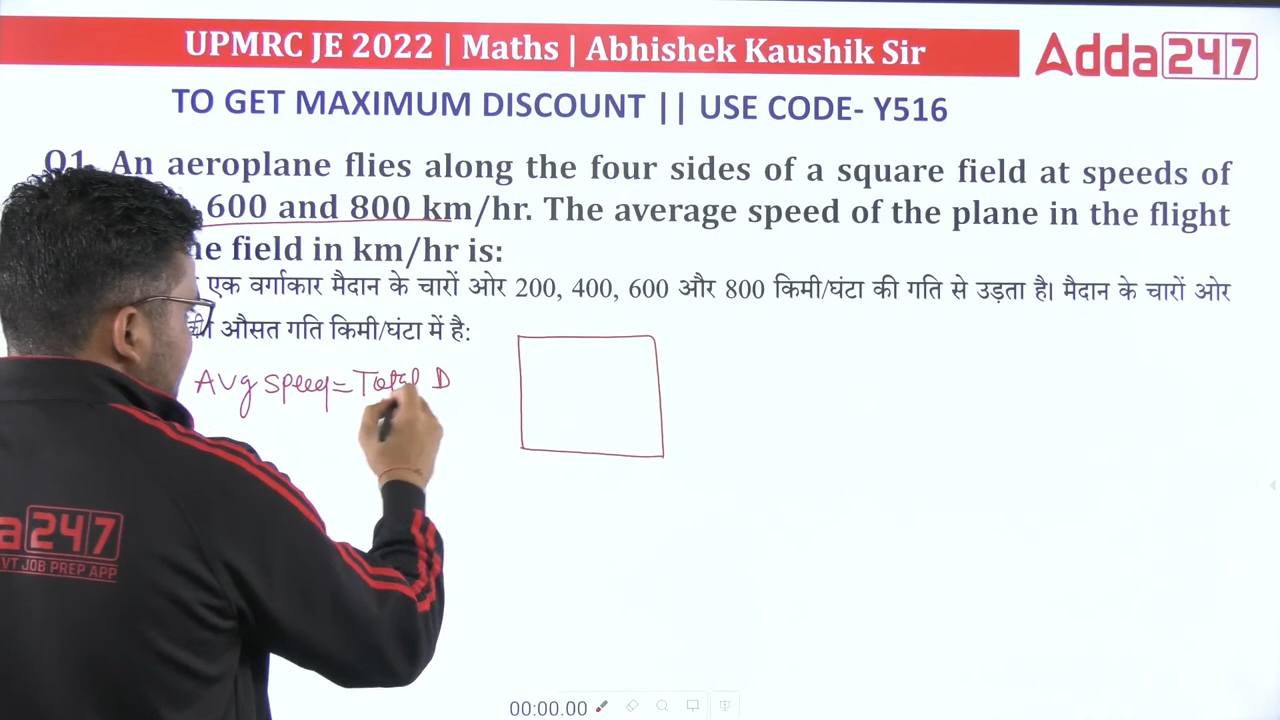 UPMRC JE 2022 | Maths | Abhishek Kaushik Sir
Adda247
TO GET MAXIMUM DISCOUNT || USE CODE- Y516
Q1. An aeroplane flies along the four sides of a square field at speeds of
600 and 800 km/hr. The average speed of the plane in the flight
field in km/hr is:
एक वर्गाकार मैदान के चारों ओर 200, 400, 600 और 800 किमी/घंटा की गति से उड़ता है। मैदान के चारों ओर
की औसत गति किमी/घंटा में है:
Avg speed = Total D
a247
VT JOB PREP APP
00:00.00